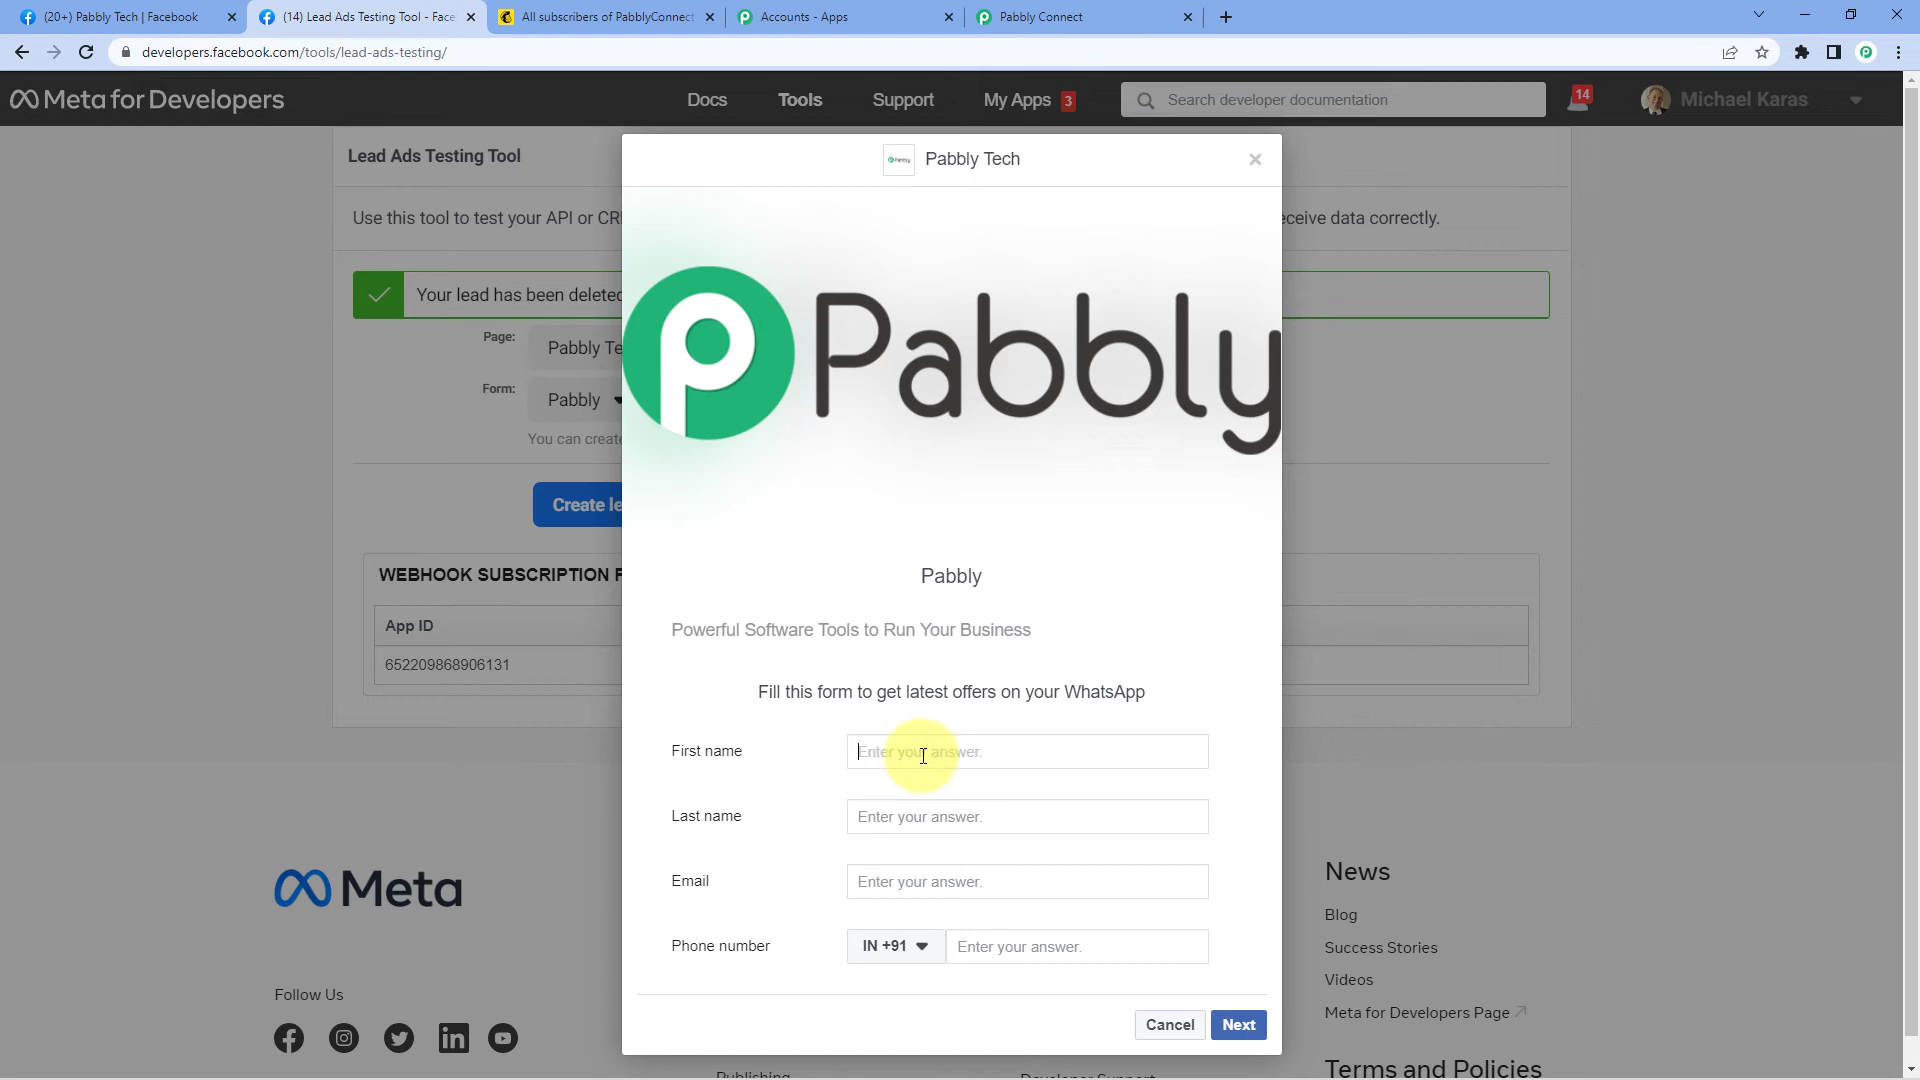 (20+) Pabbly Tech | Facebook
(14) Lead Ads Testing Tool - Face
All subscribers of PabblyConnect
Accounts - Apps
Pabbly Connect
developers.facebook.com/tools/lead-ads-testing/
Meta for Developers
Docs
Tools
Support
My Apps 3
Search developer documentation
14
Michael Karas
Lead Ads Testing Tool
Pabbly Tech
Use this tool to test your API or CR
eceive data correctly.
Your lead has been deleted
Page:
Pabbly Te
Form:
Pabbly
You can create
Create le
WEBHOOK SUBSCRIPTION F
App ID
652209868906131
Pabbly
Pabbly
Powerful Software Tools to Run Your Business
Fill this form to get latest offers on your WhatsApp
First name
Enter your answer.
Last name
Enter your answer.
Email
Enter your answer.
Phone number
IN +91
Enter your answer.
Cancel
Next
Meta
Follow Us
News
Blog
Success Stories
Videos
Meta for Developers Page
Terms and Policies